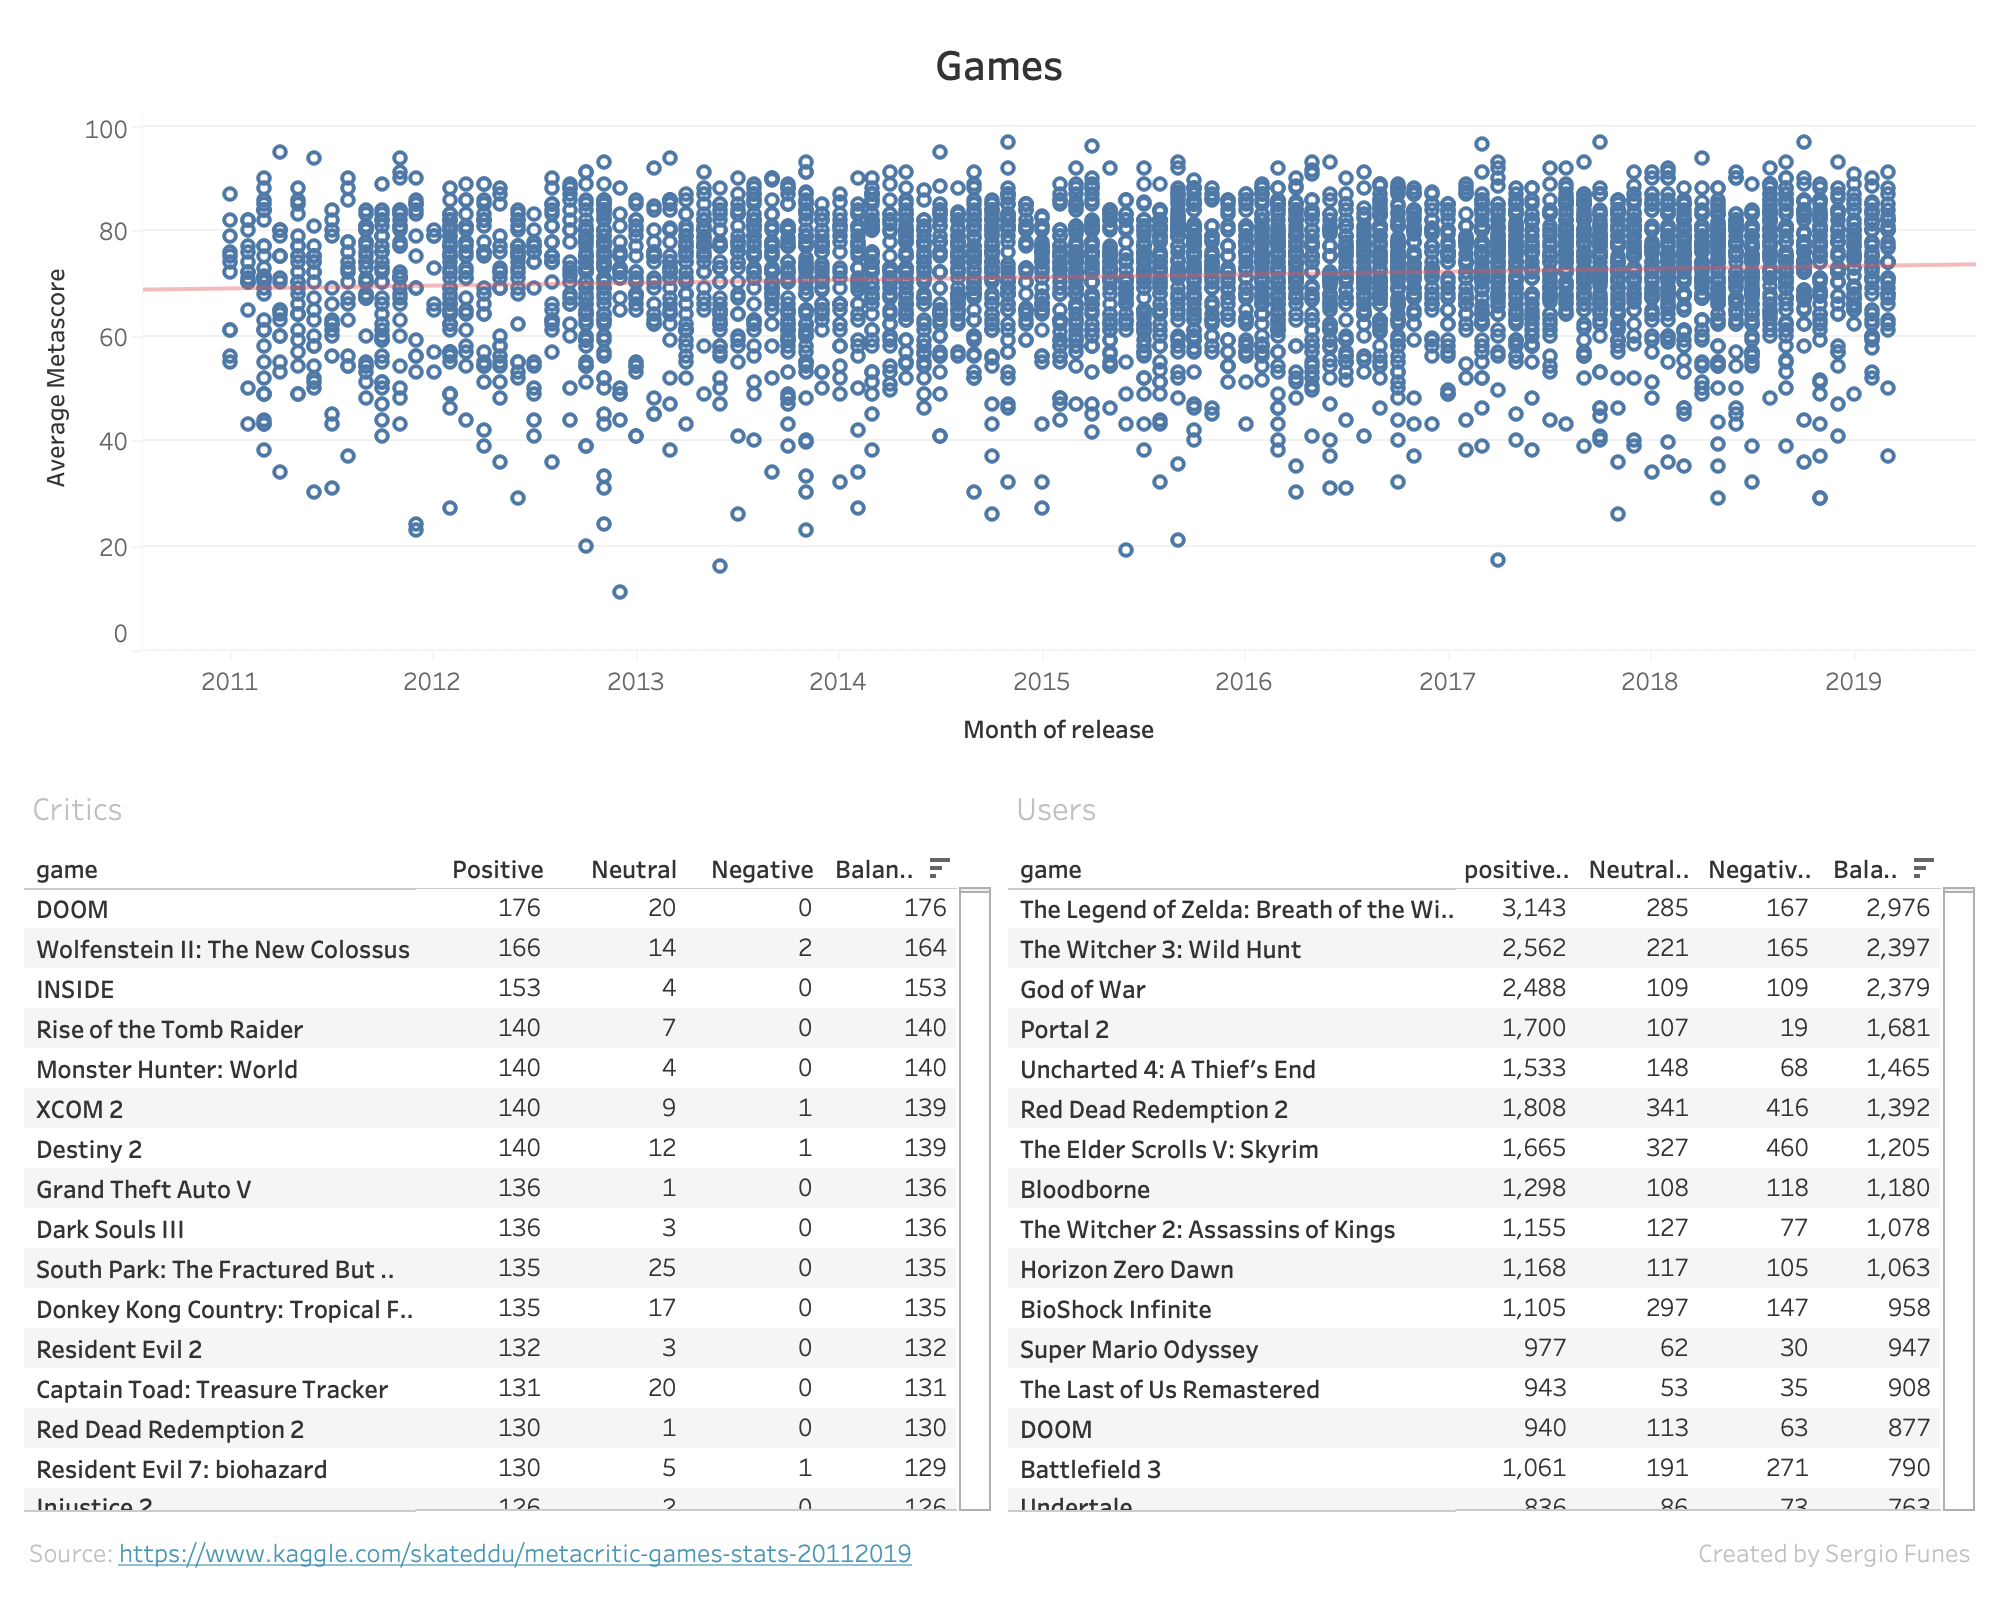 Games
100
80
60
40
20
0
Average Metascore
2011 2012 2013 2014 2015 2016 2017 2018 2019
Month of release
Critics
game Positive Neutral Negative Balan..
DOOM 176 20 0 176
Wolfenstein II: The New Colossus 166 14 2 164
INSIDE 153 4 0 153
Rise of the Tomb Raider 140 7 0 140
Monster Hunter: World 140 4 0 140
XCOM 2 140 9 1 139
Destiny 2 140 12 1 139
Grand Theft Auto V 136 1 0 136
Dark Souls III 136 3 0 136
South Park: The Fractured But .. 135 25 0 135
Donkey Kong Country: Tropical F.. 135 17 0 135
Resident Evil 2 132 3 0 132
Captain Toad: Treasure Tracker 131 20 0 131
Red Dead Redemption 2 130 1 0 130
Resident Evil 7: biohazard 130 5 1 129
Injustice 2 126 2 0 126
Users
game positive.. Neutral.. Negativ.. Bala..
The Legend of Zelda: Breath of the Wi.. 3,143 285 167 2,976
The Witcher 3: Wild Hunt 2,562 221 165 2,397
God of War 2,488 109 109 2,379
Portal 2 1,700 107 19 1,681
Uncharted 4: A Thief's End 1,533 148 68 1,465
Red Dead Redemption 2 1,808 341 416 1,392
The Elder Scrolls V: Skyrim 1,665 327 460 1,205
Bloodborne 1,298 108 118 1,180
The Witcher 2: Assassins of Kings 1,155 127 77 1,078
Horizon Zero Dawn 1,168 117 105 1,063
BioShock Infinite 1,105 297 147 958
Super Mario Odyssey 977 62 30 947
The Last of Us Remastered 943 53 35 908
DOOM 940 113 63 877
Battlefield 3 1,061 191 271 790
Undertale 836 86 73 763
Source: https://www.kaggle.com/skateddu/metacritic-games-stats-20112019
Created by Sergio Funes